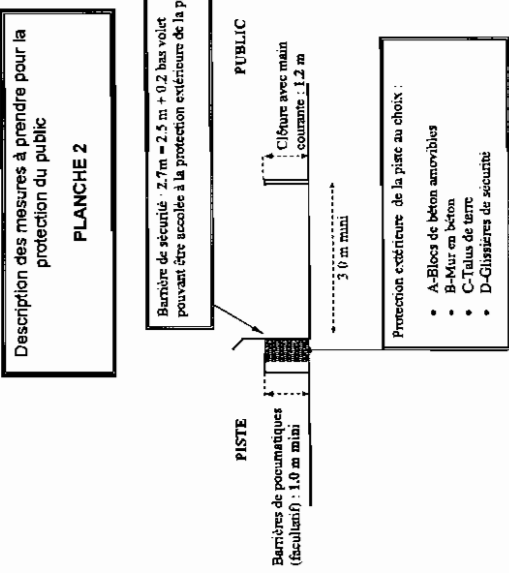 Description des mesures à prendre pour la
protection du public
PLANCHE 2
Barrière de sécurité : 2.7m = 2.5 m + 0.2 bas volet
pouvant être accolée à la protection extérieure de la p
PISTE
PUBLIC
Barrières de pneumatiques
(facultatif) : 1.0 m mini
Clôture avec main
courante : 1.2 m
3.0 m mini
Protection extérieure de la piste au choix :
• A-Blocs de béton amovibles
• B-Mur en béton
• C-Talus de terre
• D-Glissières de sécurité